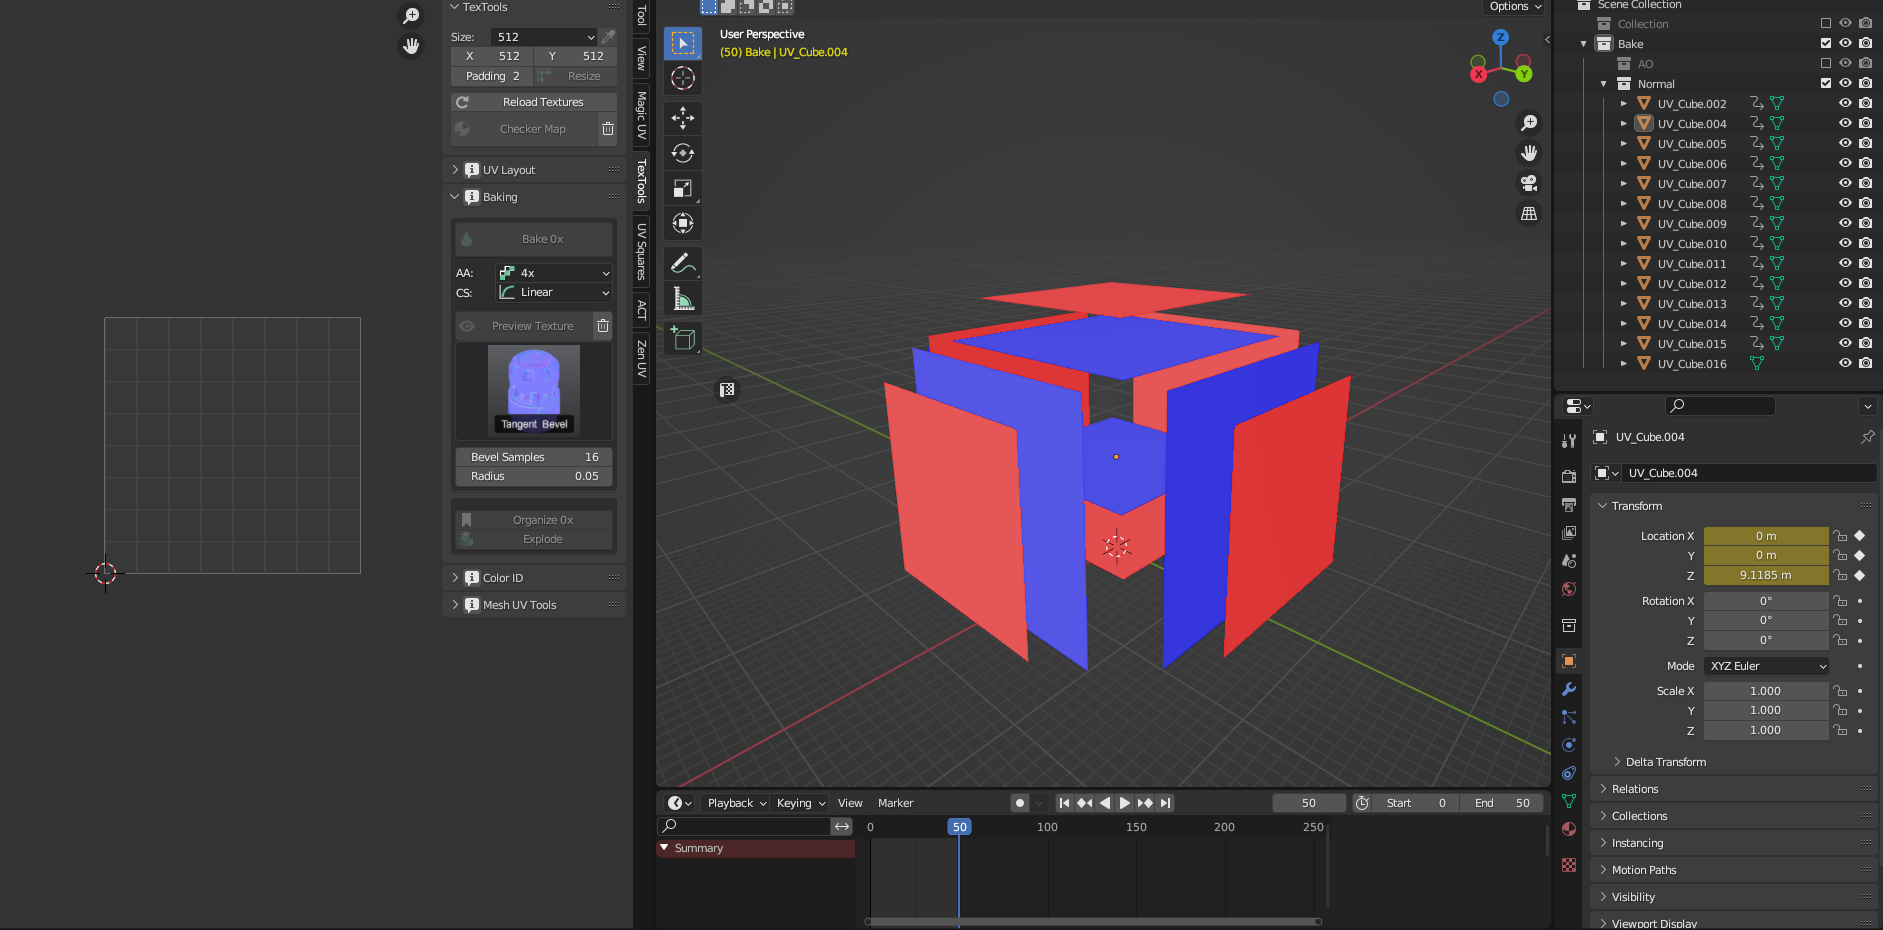 TexTools
Size: 512
X 512 Y 512
Padding 2 Resize
Reload Textures
Checker Map
UV Layout
Baking
Bake 0x
AA: 4x
CS: Linear
Preview Texture
Tangent Bevel
Bevel Samples 16
Radius 0.05
Organize 0x
Explode
Color ID
Mesh UV Tools
Tool
View
Magic UV
TexTools
UV Squares
ACT
Zen UV
Options
User Perspective
(50) Bake | UV_Cube.004
Z
X
Y
Playback Keying View Marker 50 Start 0 End 50
0 50 100 150 200 250
Summary
Scene Collection
Collection
Bake
AO
Normal
UV_Cube.002
UV_Cube.004
UV_Cube.005
UV_Cube.006
UV_Cube.007
UV_Cube.008
UV_Cube.009
UV_Cube.010
UV_Cube.011
UV_Cube.012
UV_Cube.013
UV_Cube.014
UV_Cube.015
UV_Cube.016
UV_Cube.004
UV_Cube.004
Transform
Location X 0 m
Y 0 m
Z 9.1185 m
Rotation X 0°
Y 0°
Z 0°
Mode XYZ Euler
Scale X 1.000
Y 1.000
Z 1.000
Delta Transform
Relations
Collections
Instancing
Motion Paths
Visibility
Viewport Display